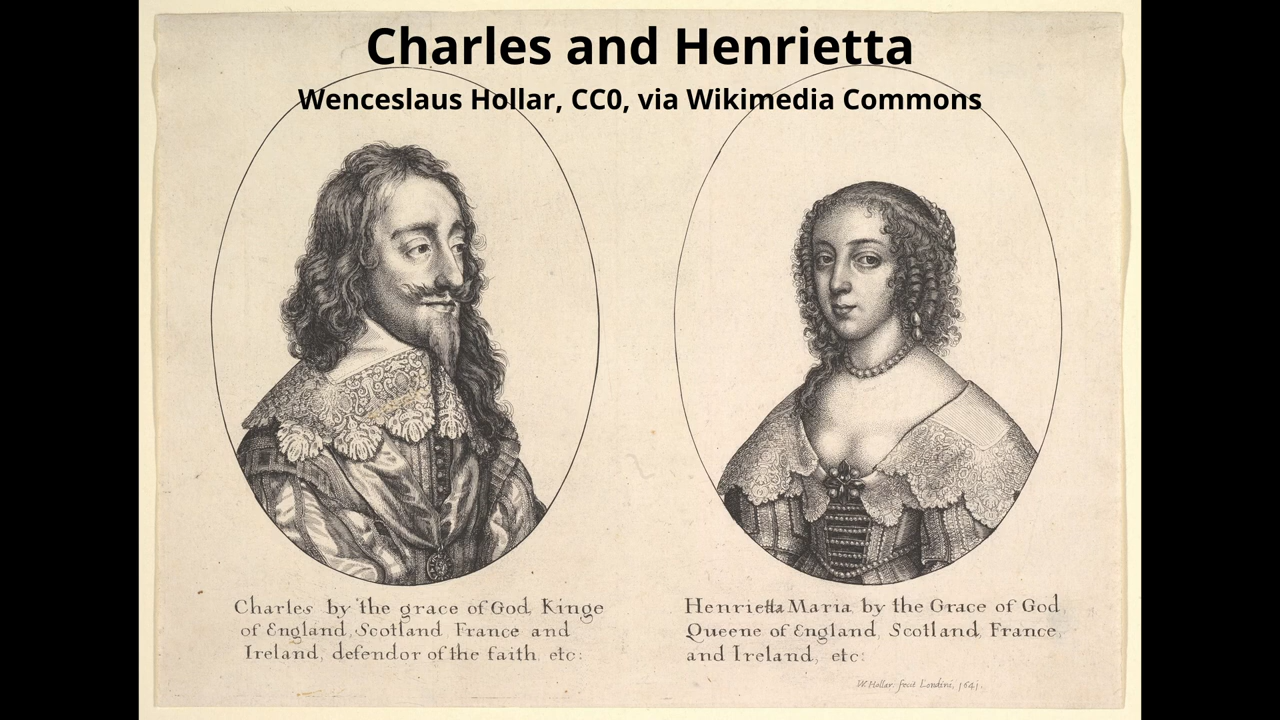 Charles and Henrietta
Wenceslaus Hollar, CC0, via Wikimedia Commons
Charles by the grace of God, Kinge
of England, Scotland, France and
Ireland, defendor of the faith, etc:
Henrietta Maria by the Grace of God,
Queene of England, Scotland, France,
and Ireland, etc:
W. Hollar. fecit Londini, 1641.